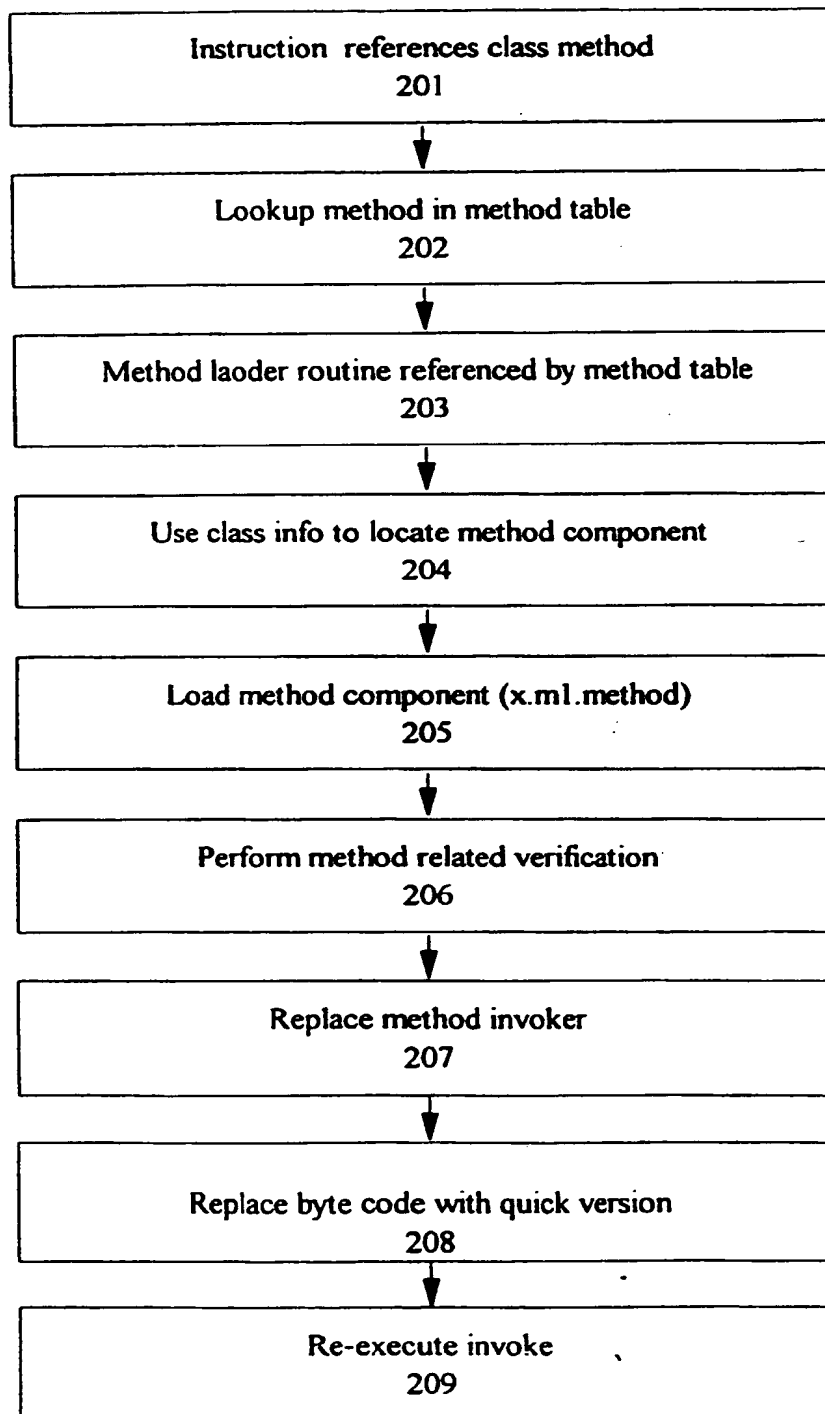 Instruction references class method
201
Lookup method in method table
202
Method laoder routine referenced by method table
203
Use class info to locate method component
204
Load method component (x.ml.method)
205
Perform method related verification
206
Replace method invoker
207
Replace byte code with quick version
208
Re-execute invoke
209